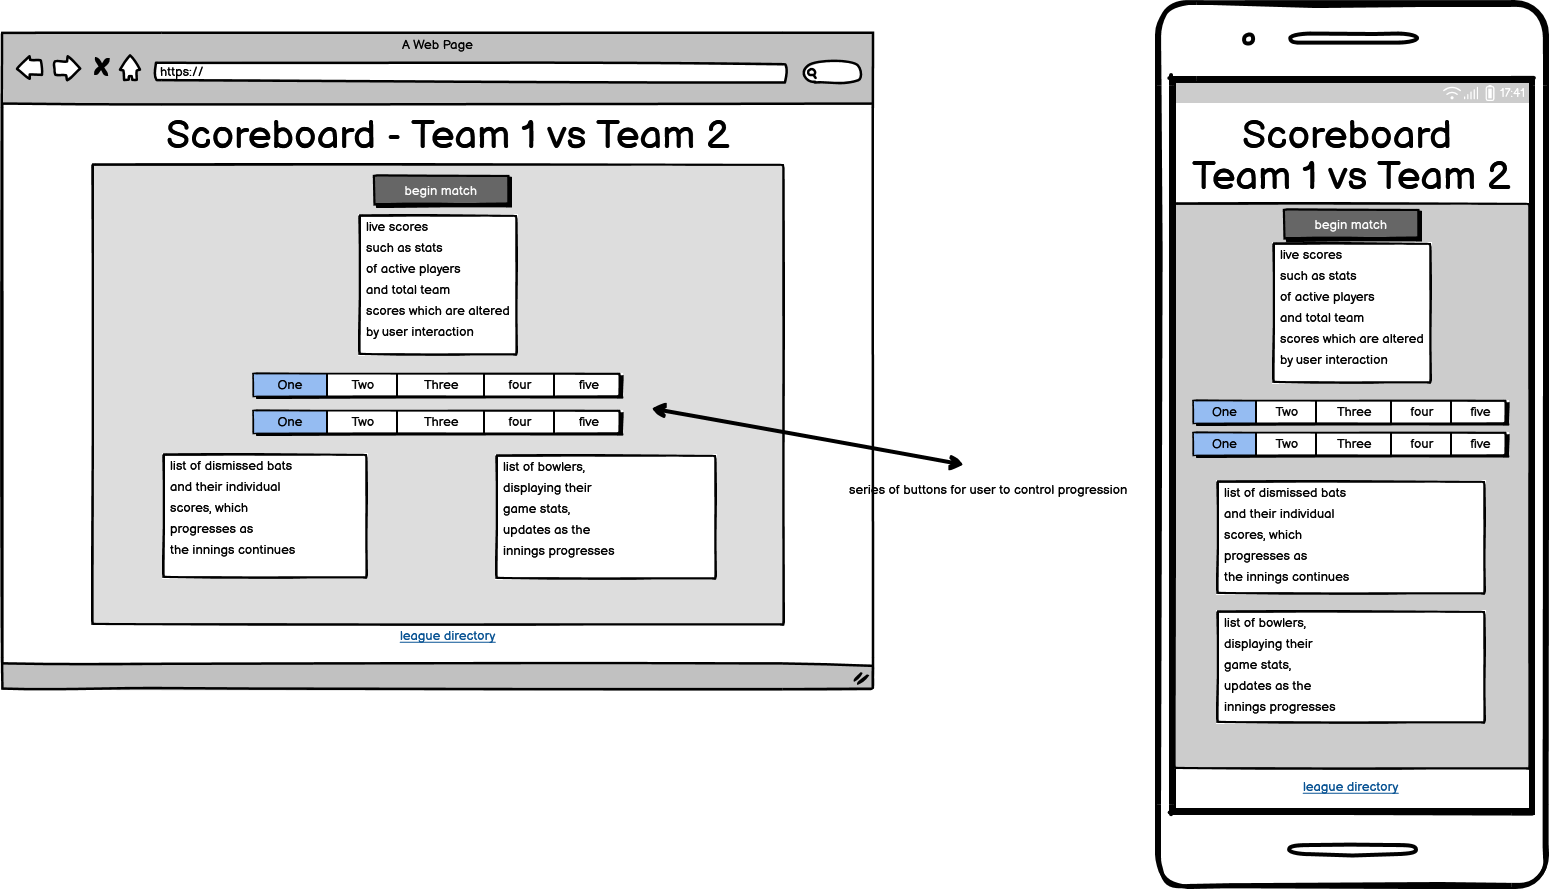 A Web Page
https://
Scoreboard - Team 1 vs Team 2
begin match
live scores
such as stats
of active players
and total team
scores which are altered
by user interaction
One Two Three four five
One Two Three four five
list of dismissed bats
and their individual
scores, which
progresses as
the innings continues
list of bowlers,
displaying their
game stats,
updates as the
innings progresses
league directory
series of buttons for user to control progression
17:41
Scoreboard
Team 1 vs Team 2
begin match
live scores
such as stats
of active players
and total team
scores which are altered
by user interaction
One Two Three four five
One Two Three four five
list of dismissed bats
and their individual
scores, which
progresses as
the innings continues
list of bowlers,
displaying their
game stats,
updates as the
innings progresses
league directory